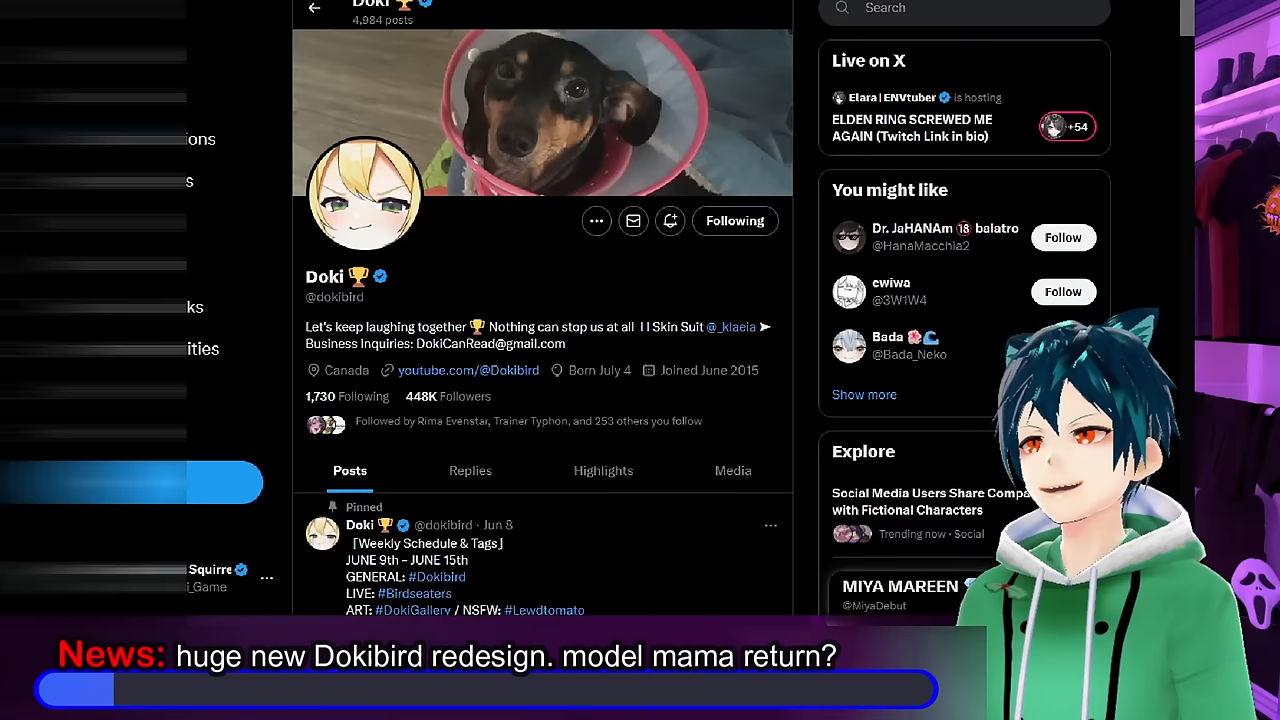 Doki 🏆
4,984 posts
ons
s
ks
ities
Squirre
i_Game
Following
Doki 🏆
@dokibird
Let's keep laughing together 🏆 Nothing can stop us at all ll Skin Suit @_klaeia ➤
Business Inquiries: DokiCanRead@gmail.com
Canada youtube.com/@Dokibird Born July 4 Joined June 2015
1,730 Following 448K Followers
Followed by Rima Evenstar, Trainer Typhon, and 253 others you follow
Posts Replies Highlights Media
Pinned
Doki 🏆 @dokibird · Jun 8
「Weekly Schedule & Tags」
JUNE 9th – JUNE 15th
GENERAL: #Dokibird
LIVE: #Birdseaters
ART: #DokiGallery / NSFW: #Lewdtomato
Search
Live on X
Elara | ENVtuber is hosting
ELDEN RING SCREWED ME
AGAIN (Twitch Link in bio)
+54
You might like
Dr. JaHANAm 🔞 balatro
@HanaMacchia2
Follow
ewiwa
@3W1W4
Follow
Bada 🌸🌊
@Bada_Neko
Show more
Explore
Social Media Users Share Compa
with Fictional Characters
Trending now · Social
MIYA MAREEN
@MiyaDebut
News: huge new Dokibird redesign. model mama return?